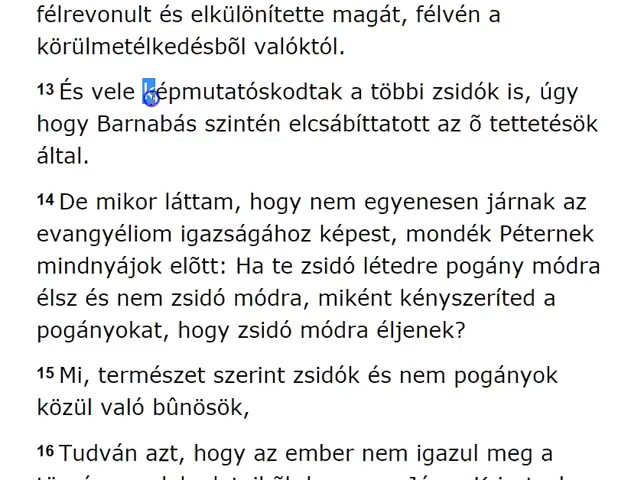 félrevonult és elkülönítette magát, félvén a
körülmetélkedésbõl valóktól.
13 És vele képmutatóskodtak a többi zsidók is, úgy
hogy Barnabás szintén elcsábíttatott az õ tettetésök
által.
14 De mikor láttam, hogy nem egyenesen járnak az
evangyéliom igazságához képest, mondék Péternek
mindnyájok elõtt: Ha te zsidó létedre pogány módra
élsz és nem zsidó módra, miként kényszeríted a
pogányokat, hogy zsidó módra éljenek?
15 Mi, természet szerint zsidók és nem pogányok
közül való bûnösök,
16 Tudván azt, hogy az ember nem igazul meg a